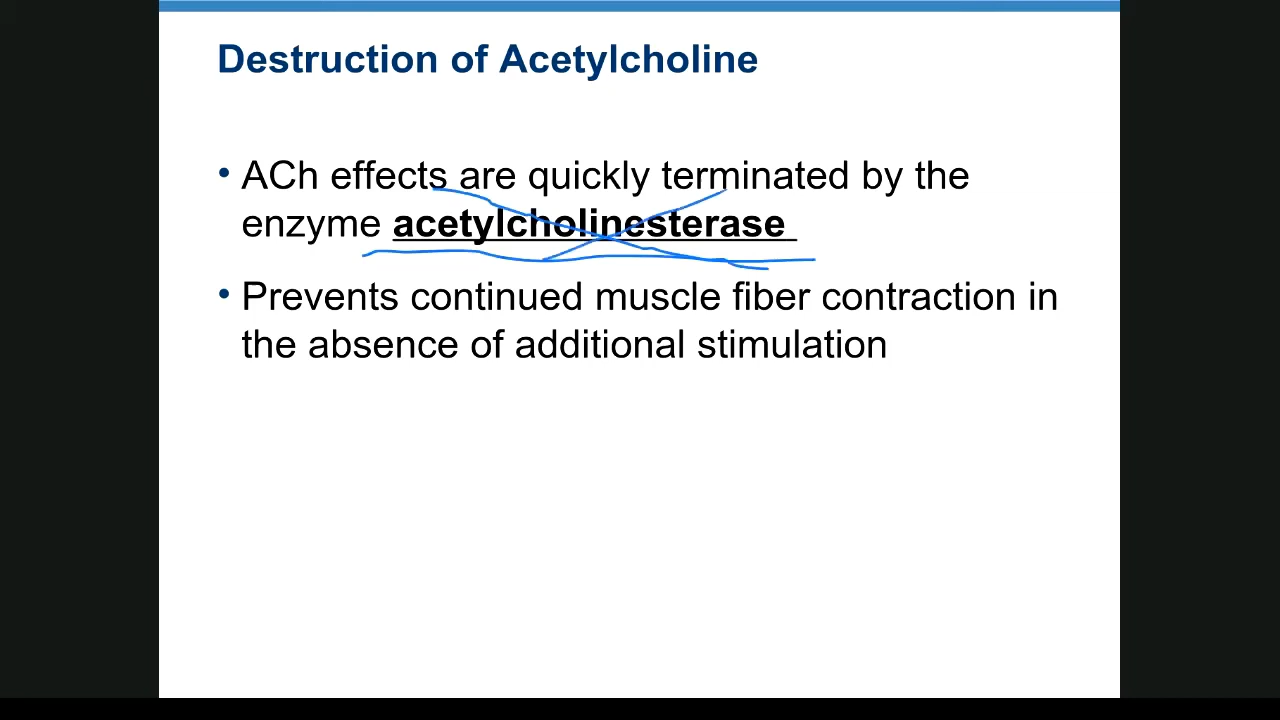 Destruction of Acetylcholine
• ACh effects are quickly terminated by the
enzyme acetylcholinesterase
• Prevents continued muscle fiber contraction in
the absence of additional stimulation